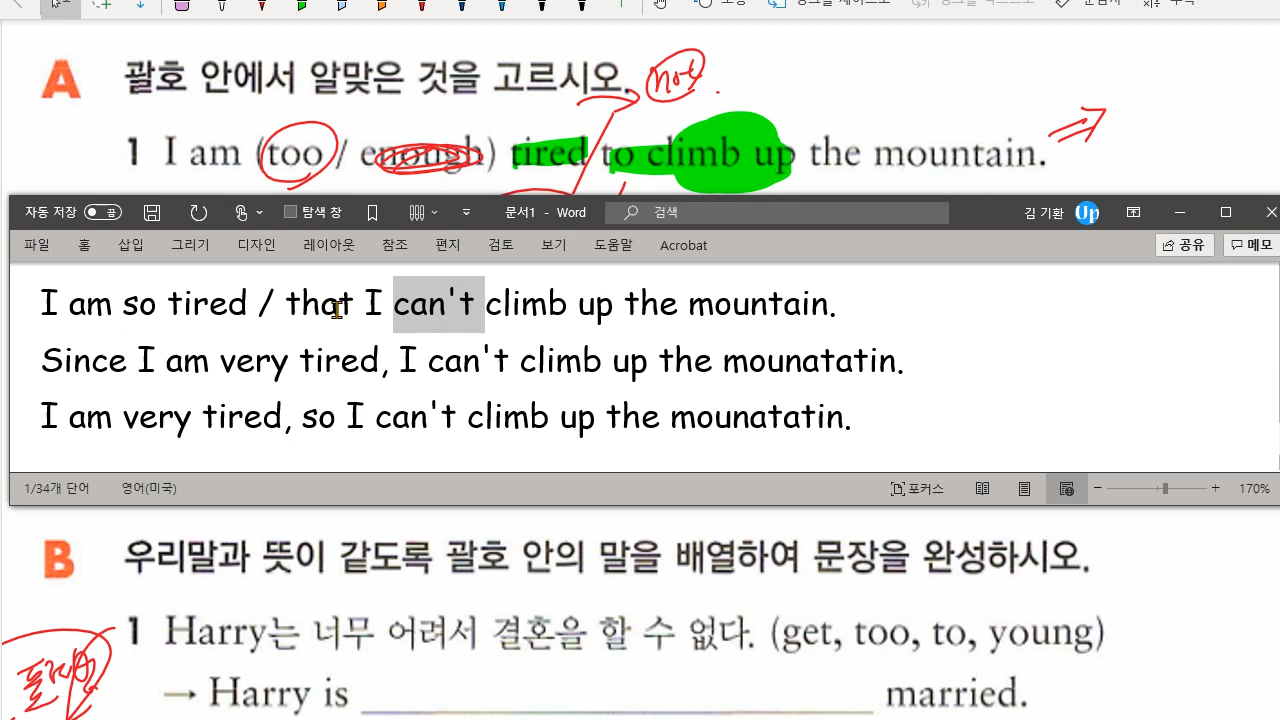 A 괄호 안에서 알맞은 것을 고르시오. not
1 I am (too / enough) tired to climb up the mountain.
자동 저장 문서1 - Word 검색 김 기환 Up
탐색 창
파일 홈 삽입 그리기 디자인 레이아웃 참조 편지 검토 보기 도움말 Acrobat 공유 메모
I am so tired / that I can't climb up the mountain.
Since I am very tired, I can't climb up the mounatatin.
I am very tired, so I can't climb up the mounatatin.
1/34개 단어 영어(미국) 포커스 170%
B 우리말과 뜻이 같도록 괄호 안의 말을 배열하여 문장을 완성하시오.
1 Harry는 너무 어려서 결혼을 할 수 없다. (get, too, to, young)
→ Harry is married.